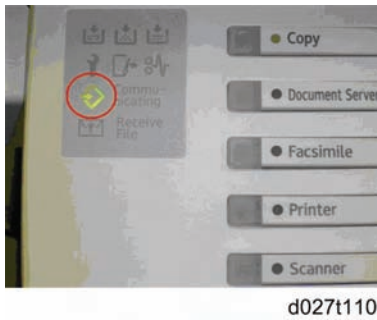 Copy
Commu-
nicating
Document Server
Receive
File
Facsimile
Printer
Scanner
d027t110